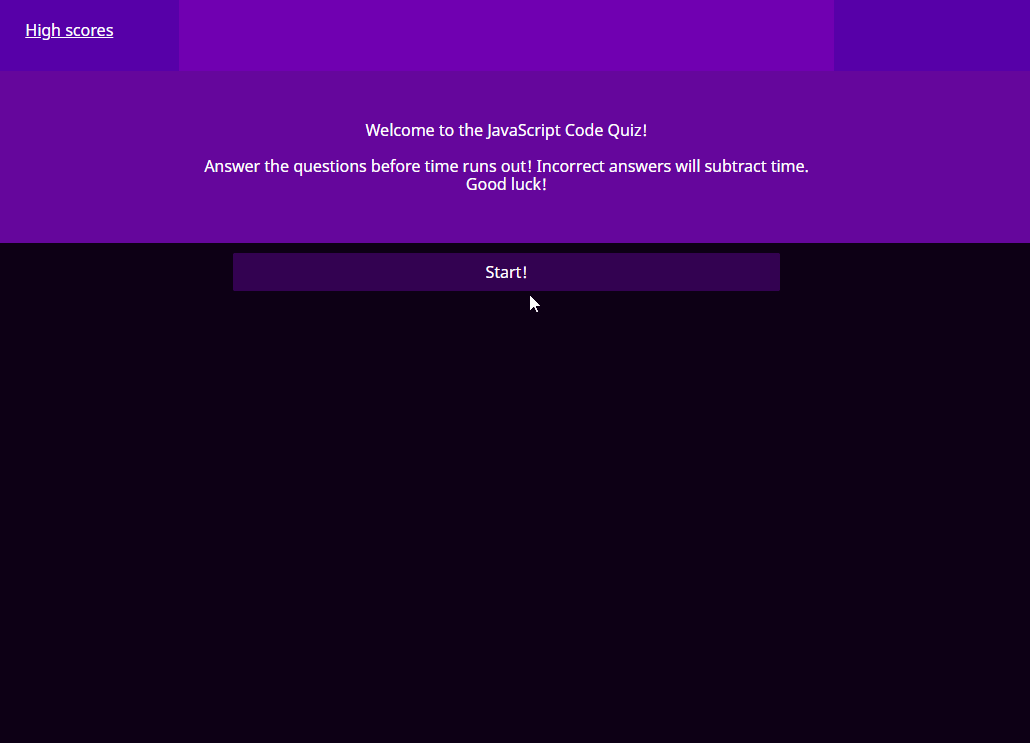 High scores
Welcome to the JavaScript Code Quiz!
Answer the questions before time runs out! Incorrect answers will subtract time.
Good luck!
Start!